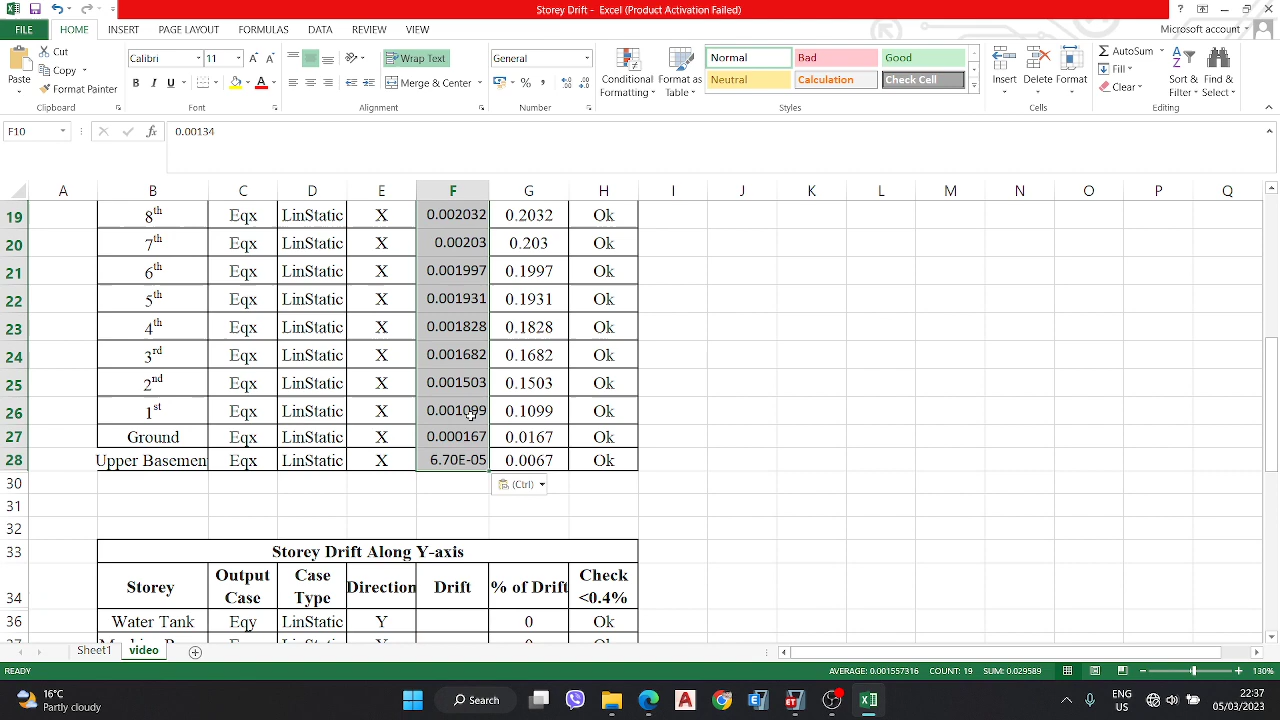 Storey Drift - Excel (Product Activation Failed)
FILE HOME INSERT PAGE LAYOUT FORMULAS DATA REVIEW VIEW Microsoft account
Paste Cut Copy Format Painter
Calibri 11 B I U
Wrap Text Merge & Center
General
Conditional Formatting Format as Table
Normal Bad Good
Neutral Calculation Check Cell
Insert Delete Format
AutoSum Fill Clear
Sort & Filter Find & Select
Clipboard Font Alignment Number Styles Cells Editing
F10 fx 0.00134
A B C D E F G H I J K L M N O P Q
19 8th Eqx LinStatic X 0.002032 0.2032 Ok
20 7th Eqx LinStatic X 0.00203 0.203 Ok
21 6th Eqx LinStatic X 0.001997 0.1997 Ok
22 5th Eqx LinStatic X 0.001931 0.1931 Ok
23 4th Eqx LinStatic X 0.001828 0.1828 Ok
24 3rd Eqx LinStatic X 0.001682 0.1682 Ok
25 2nd Eqx LinStatic X 0.001503 0.1503 Ok
26 1st Eqx LinStatic X 0.001099 0.1099 Ok
27 Ground Eqx LinStatic X 0.000167 0.0167 Ok
28 Upper Basemen Eqx LinStatic X 6.70E-05 0.0067 Ok
30 (Ctrl)
31
32
33 Storey Drift Along Y-axis
34 Storey Output Case Case Type Direction Drift % of Drift Check <0.4%
36 Water Tank Eqy LinStatic Y 0 Ok
Sheet1 video
READY AVERAGE: 0.001557316 COUNT: 19 SUM: 0.029589 130%
16°C
Partly cloudy
Search
ENG
US
22:37
05/03/2023